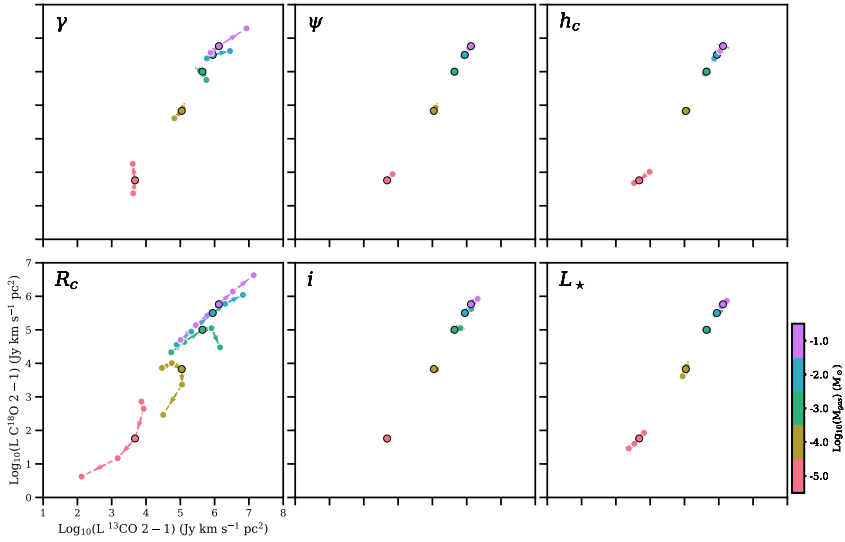 γ
ψ
h_c
R_c
i
L_⋆
7
6
5
4
3
2
1
0
Log₁₀(L C¹⁸O 2−1) (Jy km s⁻¹ pc²)
1 2 3 4 5 6 7 8
Log₁₀(L ¹³CO 2−1) (Jy km s⁻¹ pc²)
-1.0
-2.0
-3.0
-4.0
-5.0
Log₁₀(M_gas) (M_⊙)